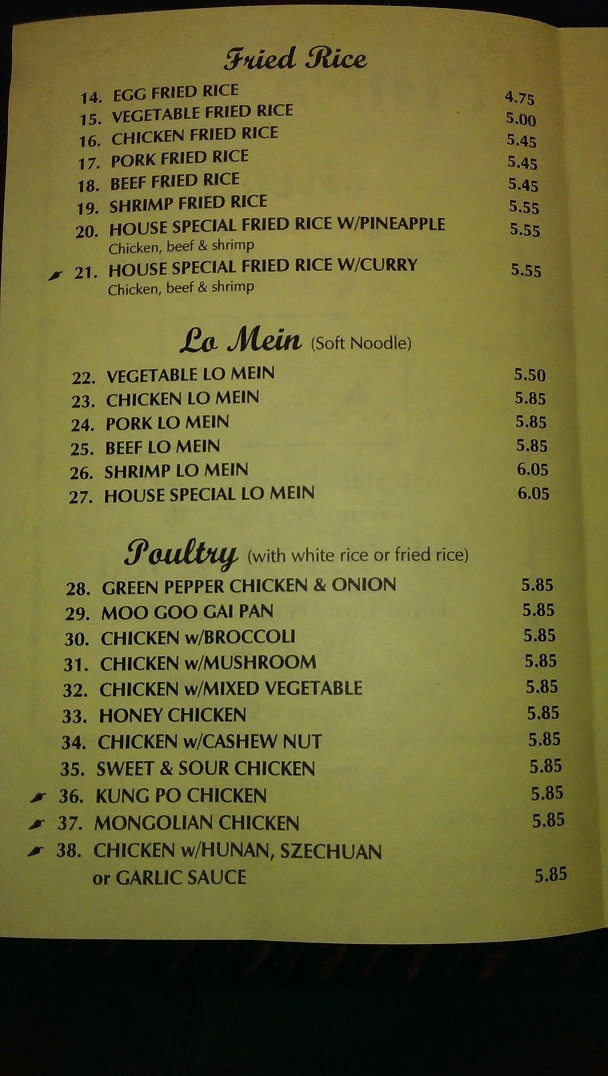 Fried Rice
14. EGG FRIED RICE 4.75
15. VEGETABLE FRIED RICE 5.00
16. CHICKEN FRIED RICE 5.45
17. PORK FRIED RICE 5.45
18. BEEF FRIED RICE 5.45
19. SHRIMP FRIED RICE 5.55
20. HOUSE SPECIAL FRIED RICE W/PINEAPPLE 5.55
Chicken, beef & shrimp
21. HOUSE SPECIAL FRIED RICE W/CURRY 5.55
Chicken, beef & shrimp
Lo Mein (Soft Noodle)
22. VEGETABLE LO MEIN 5.50
23. CHICKEN LO MEIN 5.85
24. PORK LO MEIN 5.85
25. BEEF LO MEIN 5.85
26. SHRIMP LO MEIN 6.05
27. HOUSE SPECIAL LO MEIN 6.05
Poultry (with white rice or fried rice)
28. GREEN PEPPER CHICKEN & ONION 5.85
29. MOO GOO GAI PAN 5.85
30. CHICKEN w/BROCCOLI 5.85
31. CHICKEN w/MUSHROOM 5.85
32. CHICKEN w/MIXED VEGETABLE 5.85
33. HONEY CHICKEN 5.85
34. CHICKEN w/CASHEW NUT 5.85
35. SWEET & SOUR CHICKEN 5.85
36. KUNG PO CHICKEN 5.85
37. MONGOLIAN CHICKEN 5.85
38. CHICKEN w/HUNAN, SZECHUAN
or GARLIC SAUCE 5.85